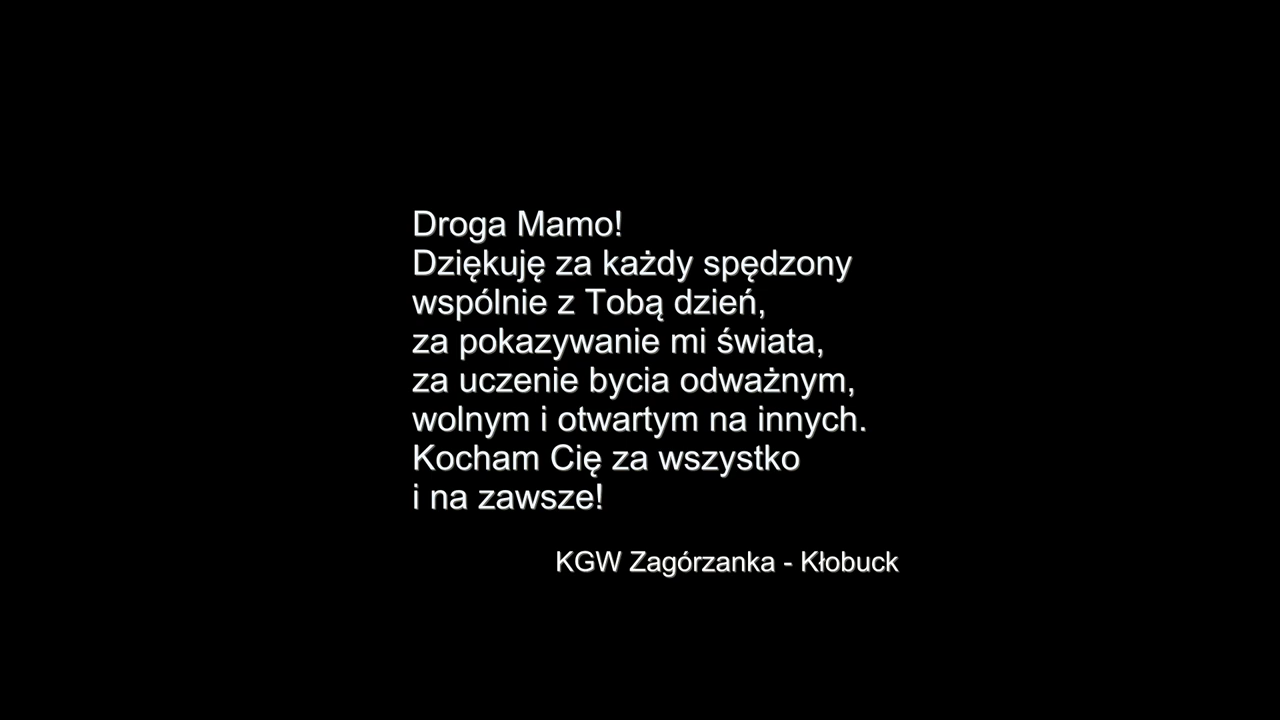 Droga Mamo!
Dziękuję za każdy spędzony
wspólnie z Tobą dzień,
za pokazywanie mi świata,
za uczenie bycia odważnym,
wolnym i otwartym na innych.
Kocham Cię za wszystko
i na zawsze!
KGW Zagórzanka - Kłobuck